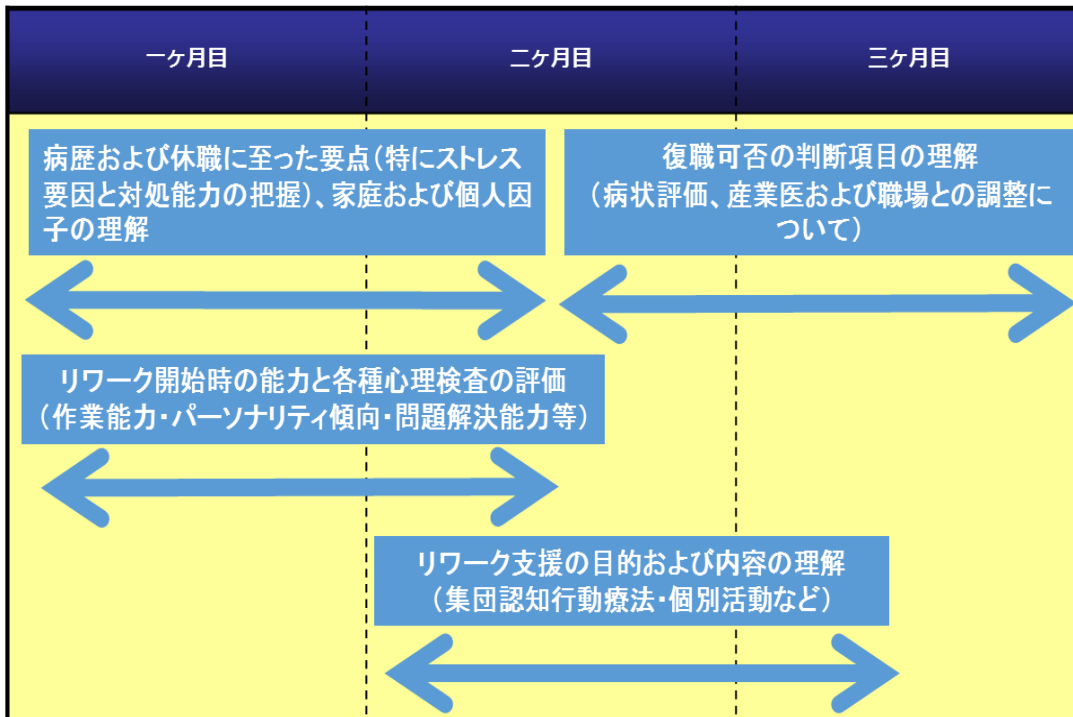 一ヶ月目
二ヶ月目
三ヶ月目
病歴および休職に至った要点(特にストレス
要因と対処能力の把握)、家庭および個人因
子の理解
復職可否の判断項目の理解
(病状評価、産業医および職場との調整に
ついて)
リワーク開始時の能力と各種心理検査の評価
(作業能力・パーソナリティ傾向・問題解決能力等)
リワーク支援の目的および内容の理解
(集団認知行動療法・個別活動など)